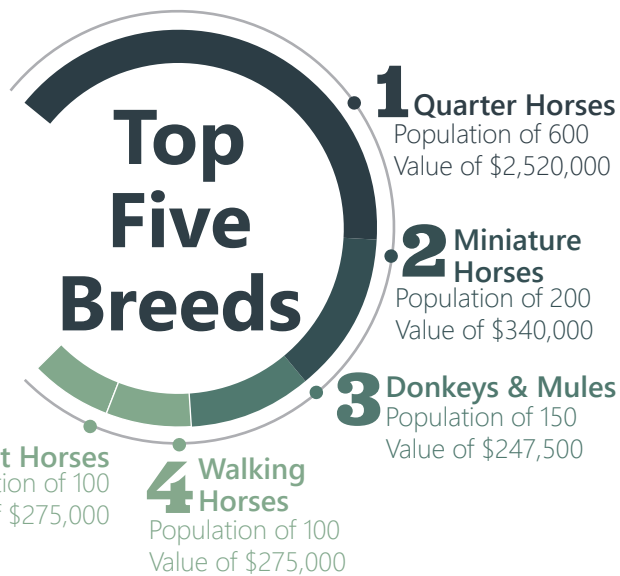 Top
Five
Breeds
1 Quarter Horses
Population of 600
Value of $2,520,000
2 Miniature
Horses
Population of 200
Value of $340,000
3 Donkeys & Mules
Population of 150
Value of $247,500
4 Walking
Horses
Population of 100
Value of $275,000
Horses
of 100
$275,000